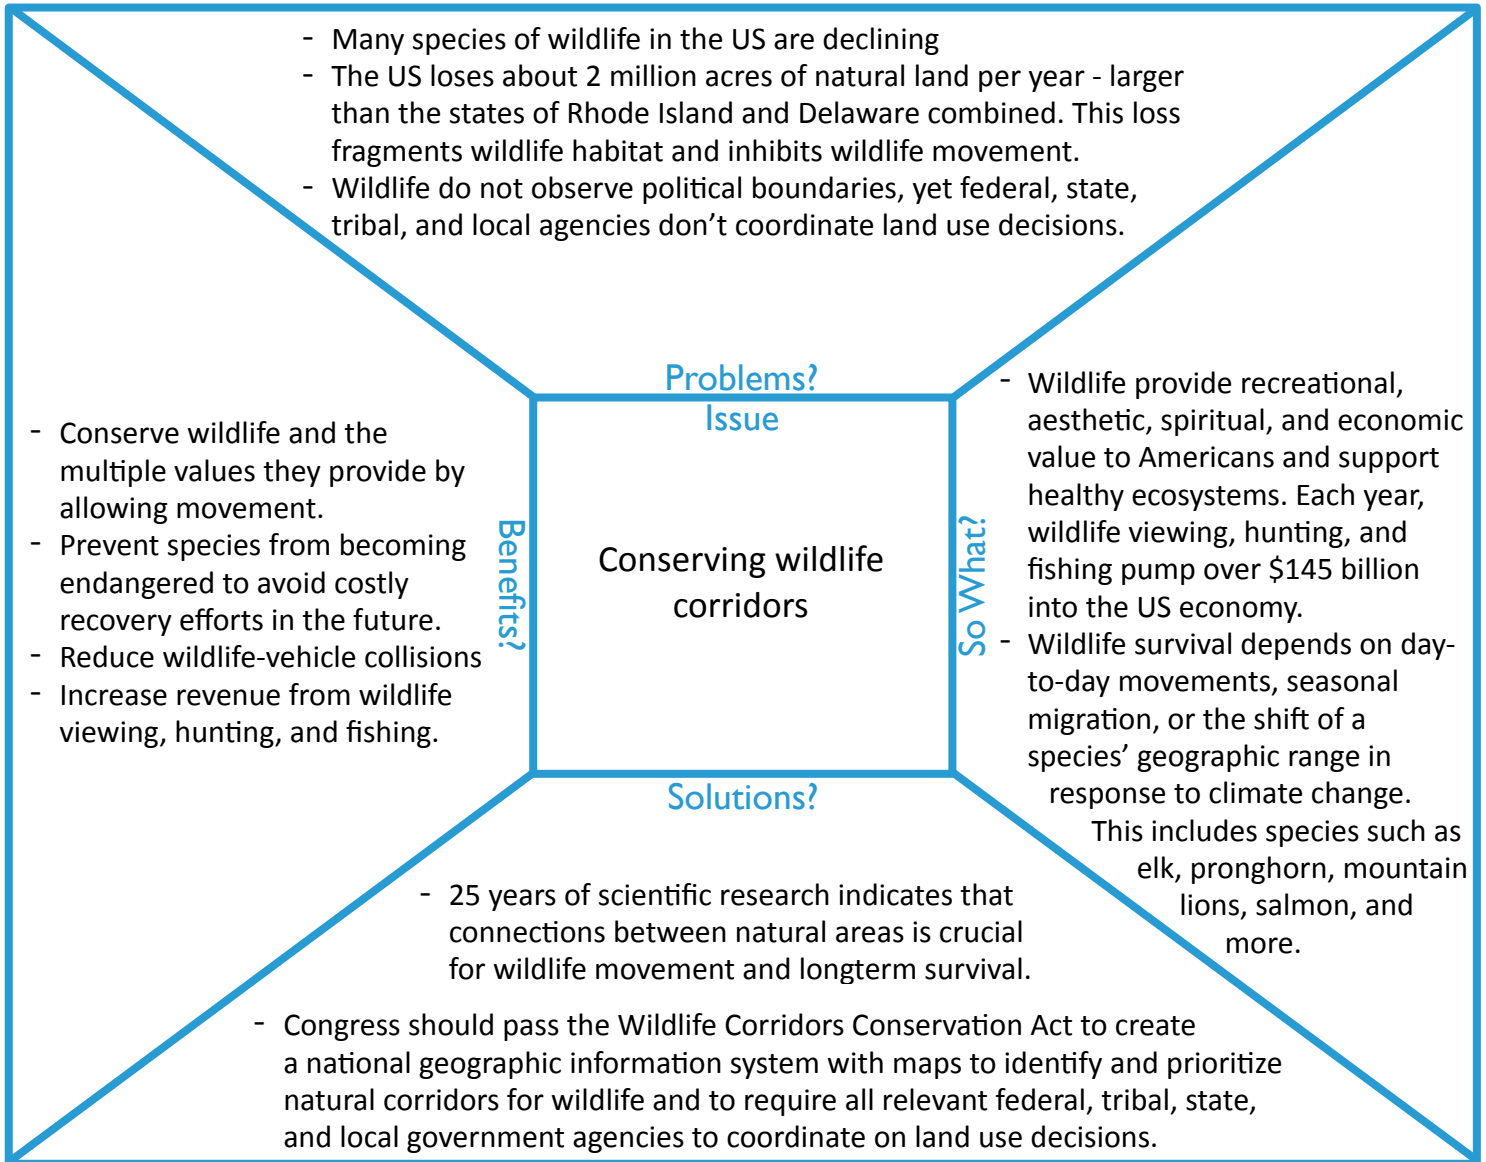 - Many species of wildlife in the US are declining
- The US loses about 2 million acres of natural land per year - larger
than the states of Rhode Island and Delaware combined. This loss
fragments wildlife habitat and inhibits wildlife movement.
- Wildlife do not observe political boundaries, yet federal, state,
tribal, and local agencies don’t coordinate land use decisions.
Problems?
Issue
Conserving wildlife
corridors
So What?
- Wildlife provide recreational,
aesthetic, spiritual, and economic
value to Americans and support
healthy ecosystems. Each year,
wildlife viewing, hunting, and
fishing pump over $145 billion
into the US economy.
- Wildlife survival depends on day-
to-day movements, seasonal
migration, or the shift of a
species’ geographic range in
response to climate change.
This includes species such as
elk, pronghorn, mountain
lions, salmon, and
more.
Solutions?
- 25 years of scientific research indicates that
connections between natural areas is crucial
for wildlife movement and longterm survival.
- Congress should pass the Wildlife Corridors Conservation Act to create
a national geographic information system with maps to identify and prioritize
natural corridors for wildlife and to require all relevant federal, tribal, state,
and local government agencies to coordinate on land use decisions.
Benefits?
- Conserve wildlife and the
multiple values they provide by
allowing movement.
- Prevent species from becoming
endangered to avoid costly
recovery efforts in the future.
- Reduce wildlife-vehicle collisions
- Increase revenue from wildlife
viewing, hunting, and fishing.